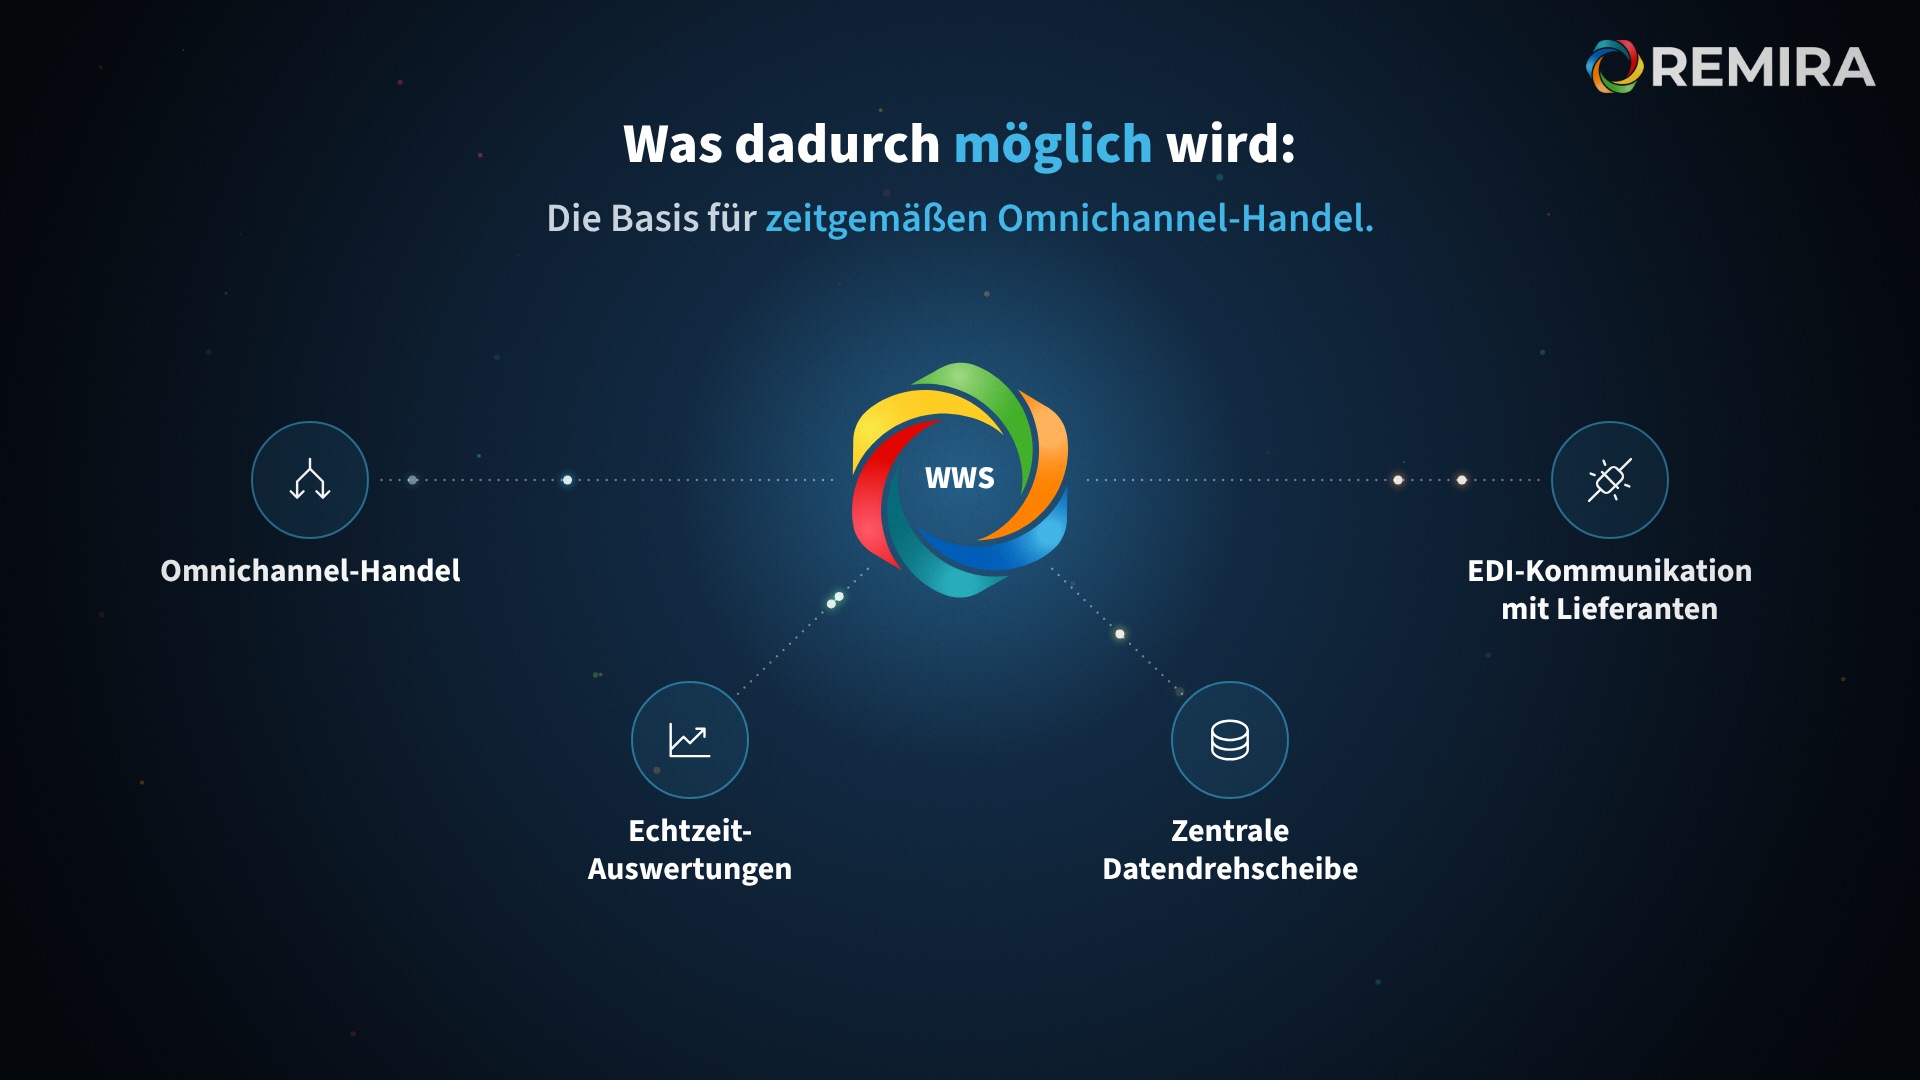 REMIRA
Was dadurch möglich wird:
Die Basis für zeitgemäßen Omnichannel-Handel.
WWS
Omnichannel-Handel
EDI-Kommunikation
mit Lieferanten
Echtzeit-
Auswertungen
Zentrale
Datendrehscheibe